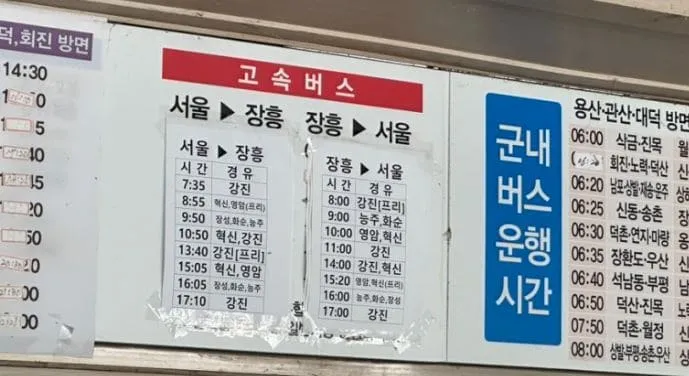 덕,회진 방면
14:30
고속버스
서울 ▶ 장흥 장흥 ▶ 서울
서울 ▶ 장흥
시간 경유
7:35 강진
8:55 혁신,영암(프리)
9:50 장성,화순,능주
10:50 혁신,강진
13:40 강진[프리]
15:05 혁신,영암
16:05 장성,화순,능주
17:10 강진
장흥 ▶ 서울
시간 경유
8:00 강진[프리]
9:00 능주,화순
10:00 영암,혁신
11:00 강진
14:00 강진,혁신
15:20 영암,혁신(프리)
16:00 능주,화순,장성
17:00 강진
군내
버스
운행
시간
용산·관산·대덕 방면
06:00 식금·진목
회진·노력·덕산
06:20 남포상발·재송·운주
06:25 신동·송촌
06:30 덕촌·연지·마량
06:35 장환도·우산
06:40 석남동·부평
06:50 덕산·진목
07:50 덕촌·월정
08:00 상발·부평·송촌우산